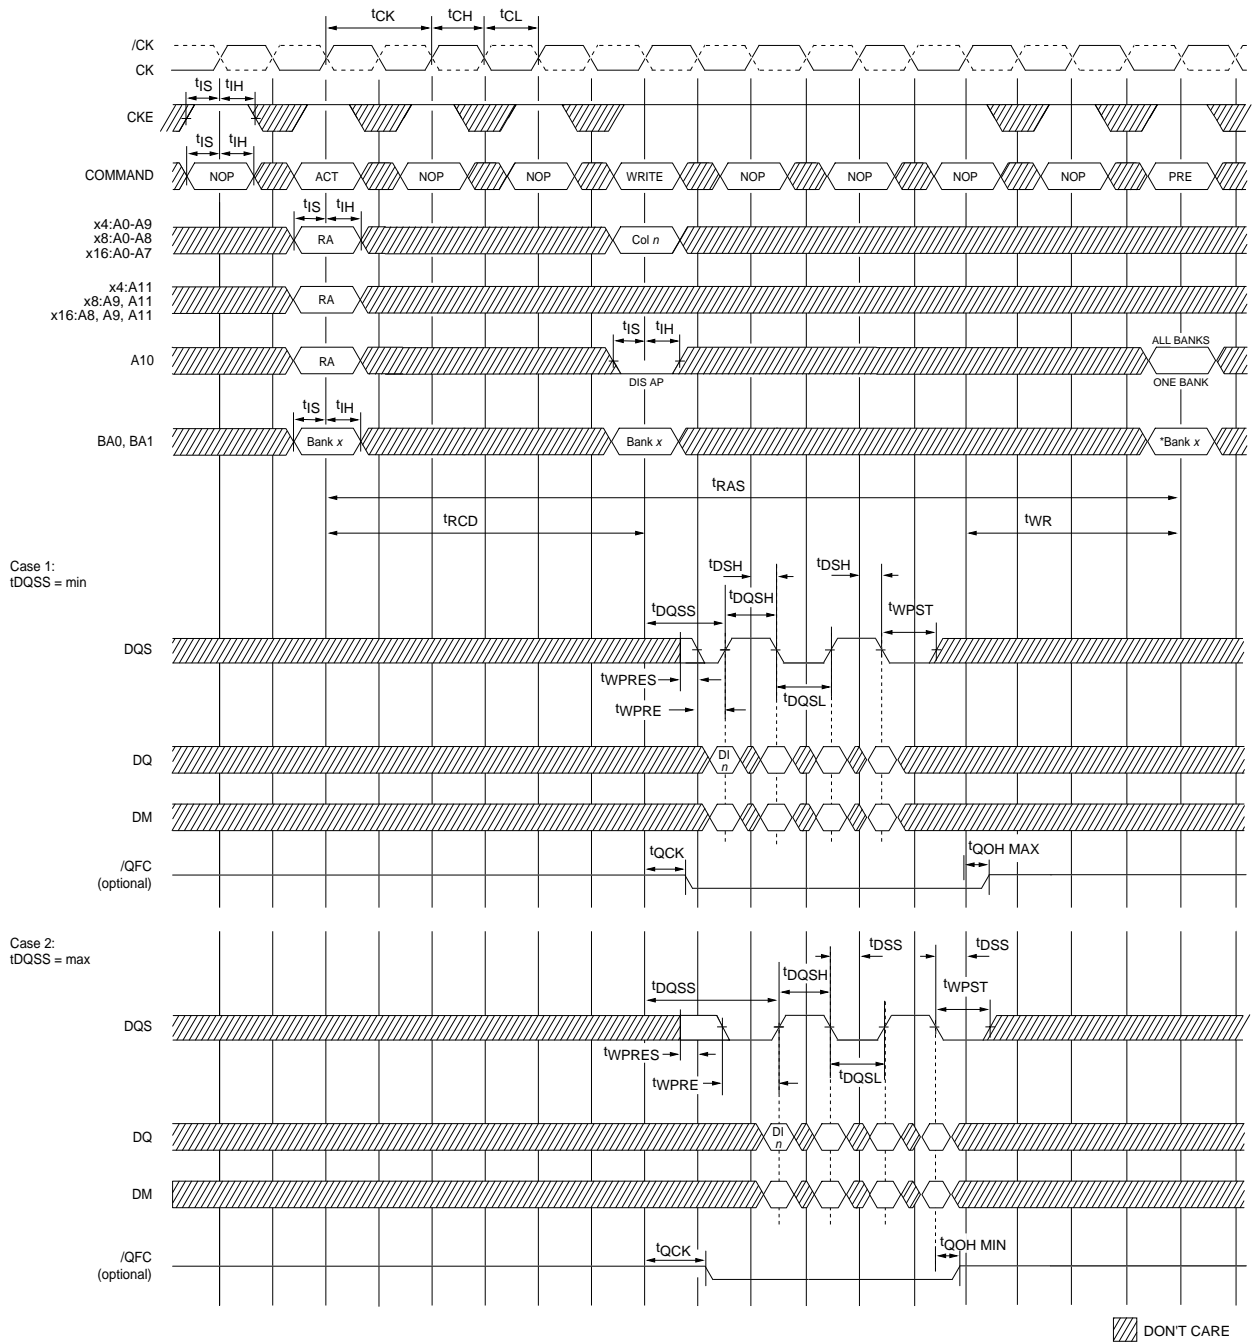 tCK tCH tCL
/CK
CK
tIS tIH
CKE
tIS tIH
COMMAND NOP ACT NOP NOP WRITE NOP NOP NOP NOP PRE
tIS tIH
x4:A0-A9
x8:A0-A8
x16:A0-A7
RA Col n
x4:A11
x8:A9, A11
x16:A8, A9, A11
RA
tIS tIH
ALL BANKS
A10 RA
DIS AP ONE BANK
tIS tIH
BA0, BA1 Bank x Bank x *Bank x
tRAS
tRCD tWR
Case 1:
tDQSS = min
tDSH tDSH
tDQSH
tDQSS tWPST
DQS
tWPRES
tDQSL
tWPRE
DQ DI
n
DM
tQCK tQOH MAX
/QFC
(optional)
Case 2:
tDQSS = max
tDSS tDSS
tDQSH
tDQSS tWPST
DQS
tWPRES
tWPRE tDQSL
DQ DI
n
DM
tQCK tQOH MIN
/QFC
(optional)
DON'T CARE